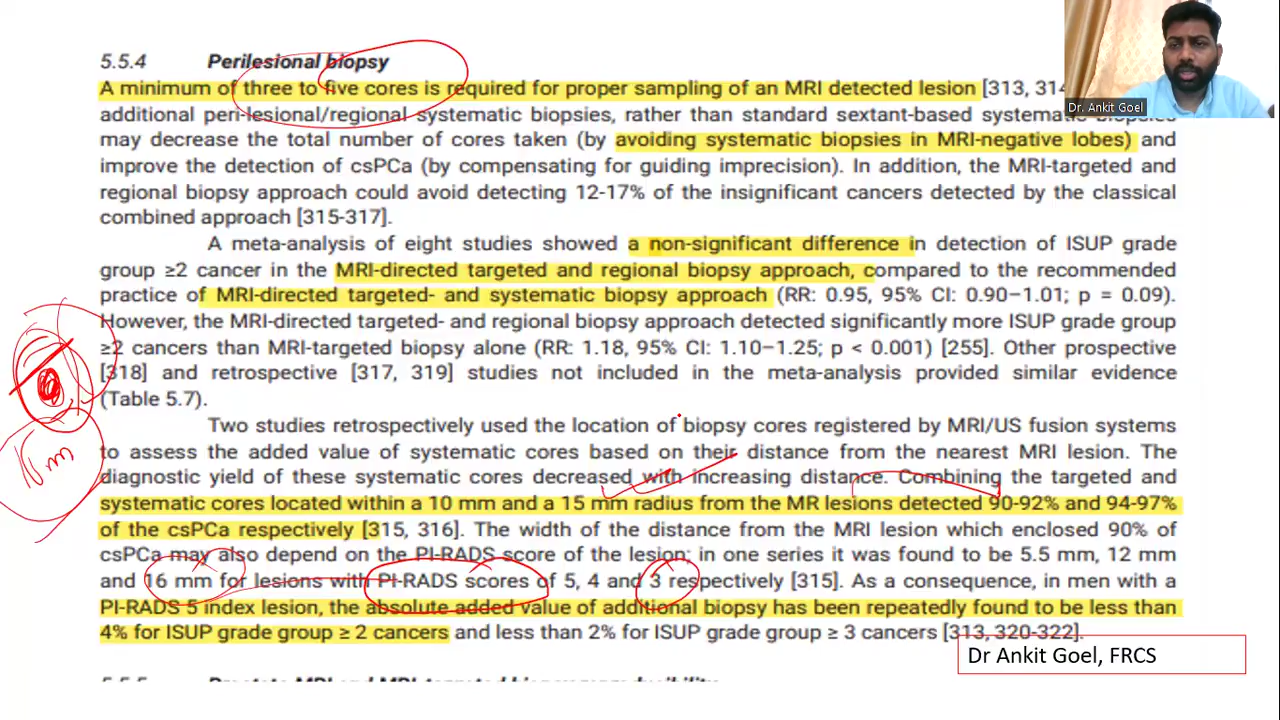 5.5.4 Perilesional biopsy
A minimum of three to five cores is required for proper sampling of an MRI detected lesion [313, 314
additional peri-lesional/regional systematic biopsies, rather than standard sextant-based systematic biopsies
may decrease the total number of cores taken (by avoiding systematic biopsies in MRI-negative lobes) and
improve the detection of csPCa (by compensating for guiding imprecision). In addition, the MRI-targeted and
regional biopsy approach could avoid detecting 12-17% of the insignificant cancers detected by the classical
combined approach [315-317].
A meta-analysis of eight studies showed a non-significant difference in detection of ISUP grade
group ≥2 cancer in the MRI-directed targeted and regional biopsy approach, compared to the recommended
practice of MRI-directed targeted- and systematic biopsy approach (RR: 0.95, 95% CI: 0.90–1.01; p = 0.09).
However, the MRI-directed targeted- and regional biopsy approach detected significantly more ISUP grade group
≥2 cancers than MRI-targeted biopsy alone (RR: 1.18, 95% CI: 1.10–1.25; p < 0.001) [255]. Other prospective
[318] and retrospective [317, 319] studies not included in the meta-analysis provided similar evidence
(Table 5.7).
Two studies retrospectively used the location of biopsy cores registered by MRI/US fusion systems
to assess the added value of systematic cores based on their distance from the nearest MRI lesion. The
diagnostic yield of these systematic cores decreased with increasing distance. Combining the targeted and
systematic cores located within a 10 mm and a 15 mm radius from the MR lesions detected 90-92% and 94-97%
of the csPCa respectively [315, 316]. The width of the distance from the MRI lesion which enclosed 90% of
csPCa may also depend on the PI-RADS score of the lesion; in one series it was found to be 5.5 mm, 12 mm
and 16 mm for lesions with PI-RADS scores of 5, 4 and 3 respectively [315]. As a consequence, in men with a
PI-RADS 5 index lesion, the absolute added value of additional biopsy has been repeatedly found to be less than
4% for ISUP grade group ≥ 2 cancers and less than 2% for ISUP grade group ≥ 3 cancers [313, 320-322].
Dr. Ankit Goel
Dr Ankit Goel, FRCS